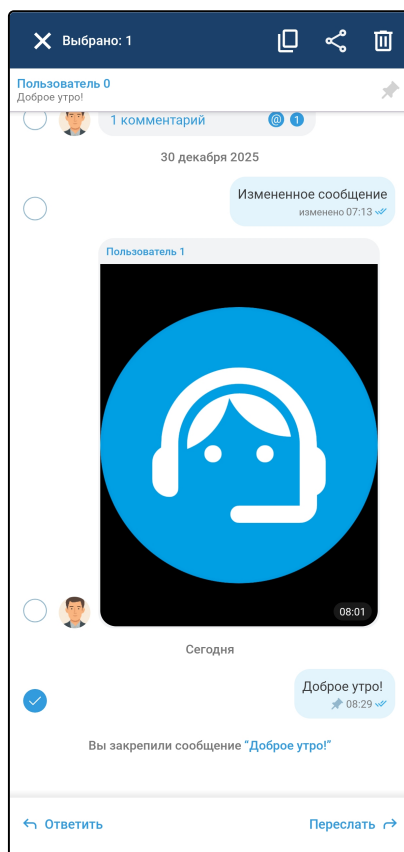 Выбрано: 1
Пользователь 0
Доброе утро!
1 комментарий @ 1
30 декабря 2025
Измененное сообщение
изменено 07:13
Пользователь 1
08:01
Сегодня
Доброе утро!
08:29
Вы закрепили сообщение “Доброе утро!”
Ответить Переслать